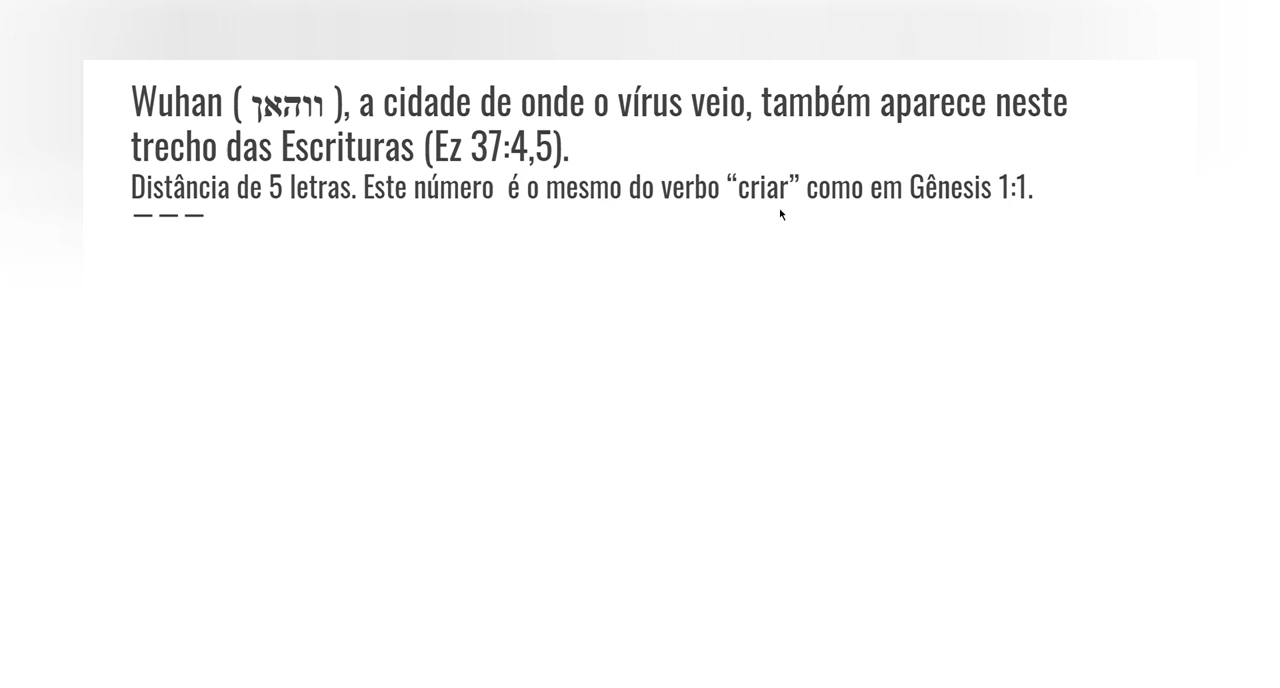 Wuhan ( ווהאן ), a cidade de onde o vírus veio, também aparece neste
trecho das Escrituras (Ez 37:4,5).
Distância de 5 letras. Este número é o mesmo do verbo “criar” como em Gênesis 1:1.
— — —